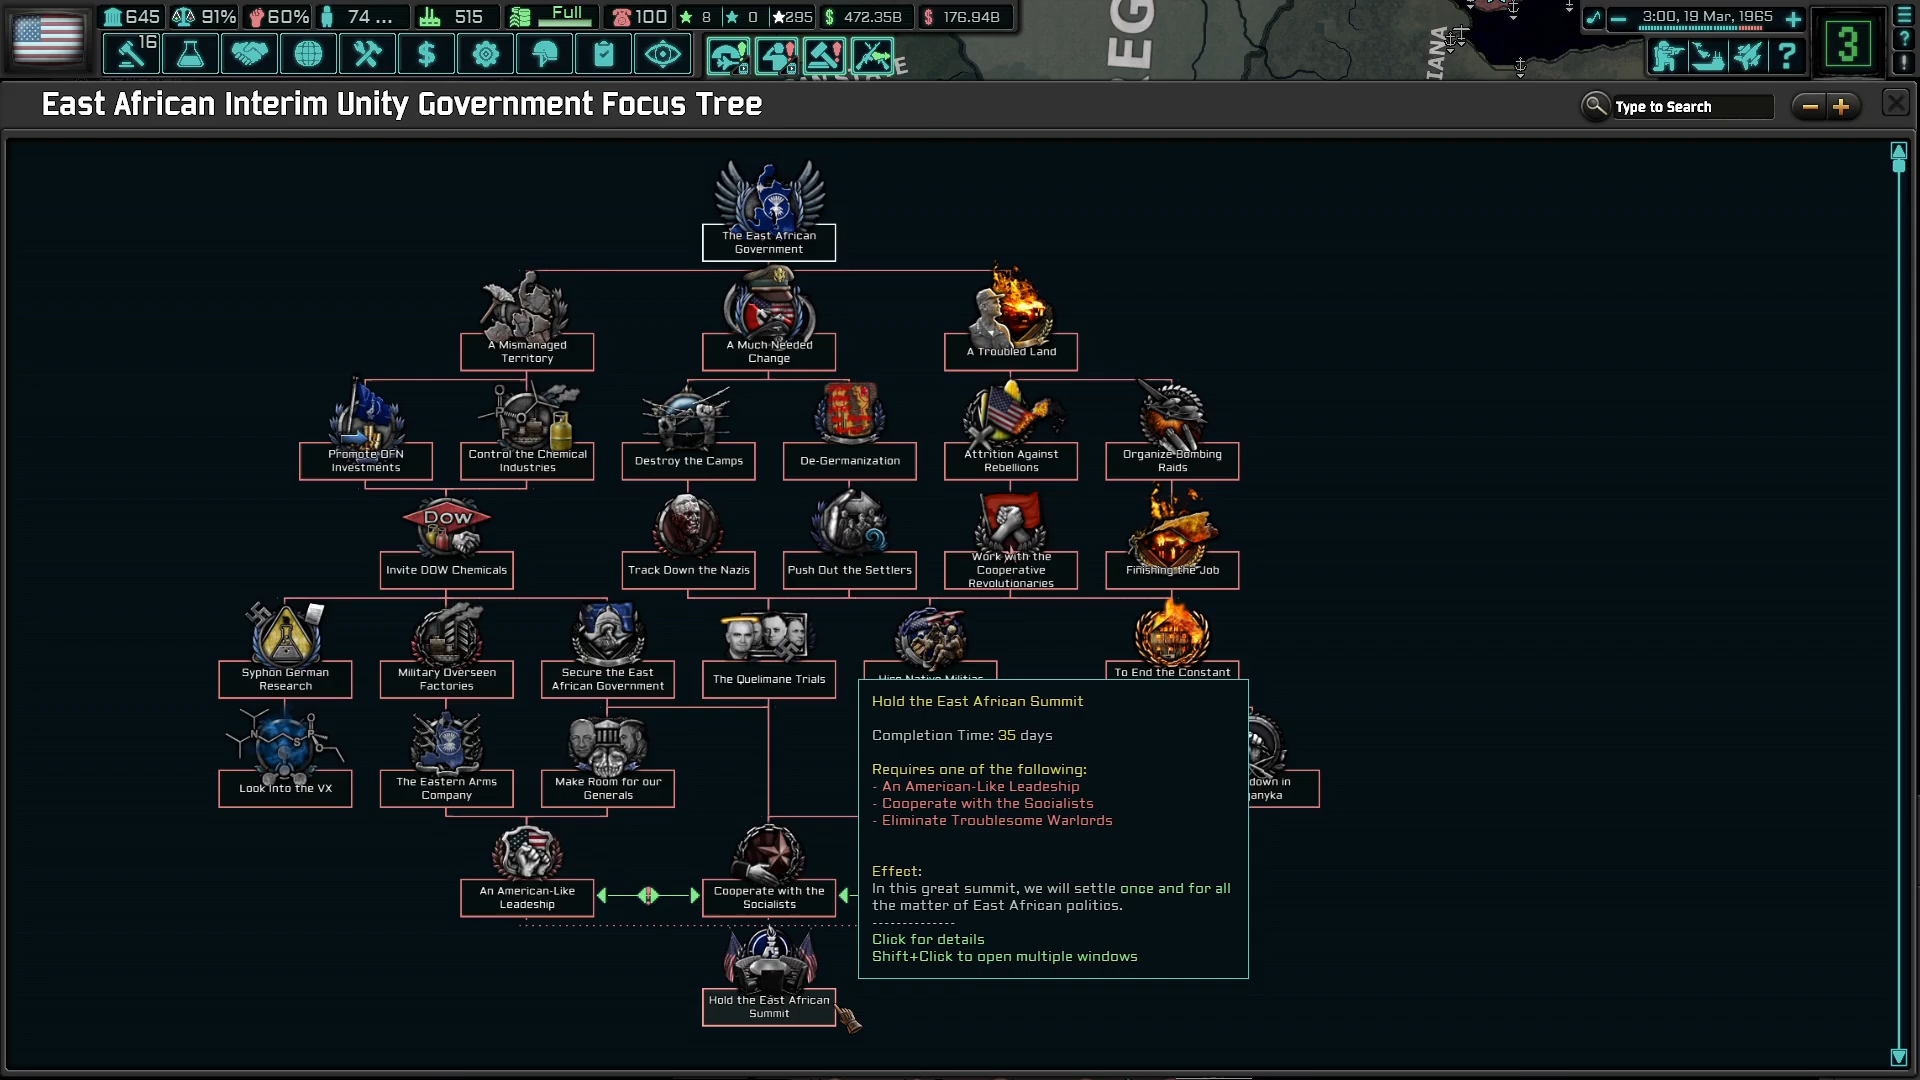 645
91%
60%
74 ...
515
Full
100
8
0
295
$ 472.35B
$ 176.94B
3:00, 19 Mar, 1965
16
$
REG
IANA
3
East African Interim Unity Government Focus Tree
Type to Search
The East African
Government
A Mismanaged
Territory
A Much Needed
Change
A Troubled Land
Promote OFN
Investments
Control the Chemical
Industries
Destroy the Camps
De-Germanization
Attrition Against
Rebellions
Organize Bombing
Raids
DOW
Invite DOW Chemicals
Track Down the Nazis
Push Out the Settlers
Work with the
Cooperative
Revolutionaries
Finishing the Job
Syphon German
Research
Military Overseen
Factories
Secure the East
African Government
The Quelimane Trials
Hire Native Militias
To End the Constant
Look Into the VX
The Eastern Arms
Company
Make Room for our
Generals
down in
anyka
An American-Like
Leadership
Cooperate with the
Socialists
Hold the East African
Summit
Hold the East African Summit
Completion Time: 35 days
Requires one of the following:
- An American-Like Leadership
- Cooperate with the Socialists
- Eliminate Troublesome Warlords
Effect:
In this great summit, we will settle once and for all
the matter of East African politics.
--------------
Click for details
Shift+Click to open multiple windows